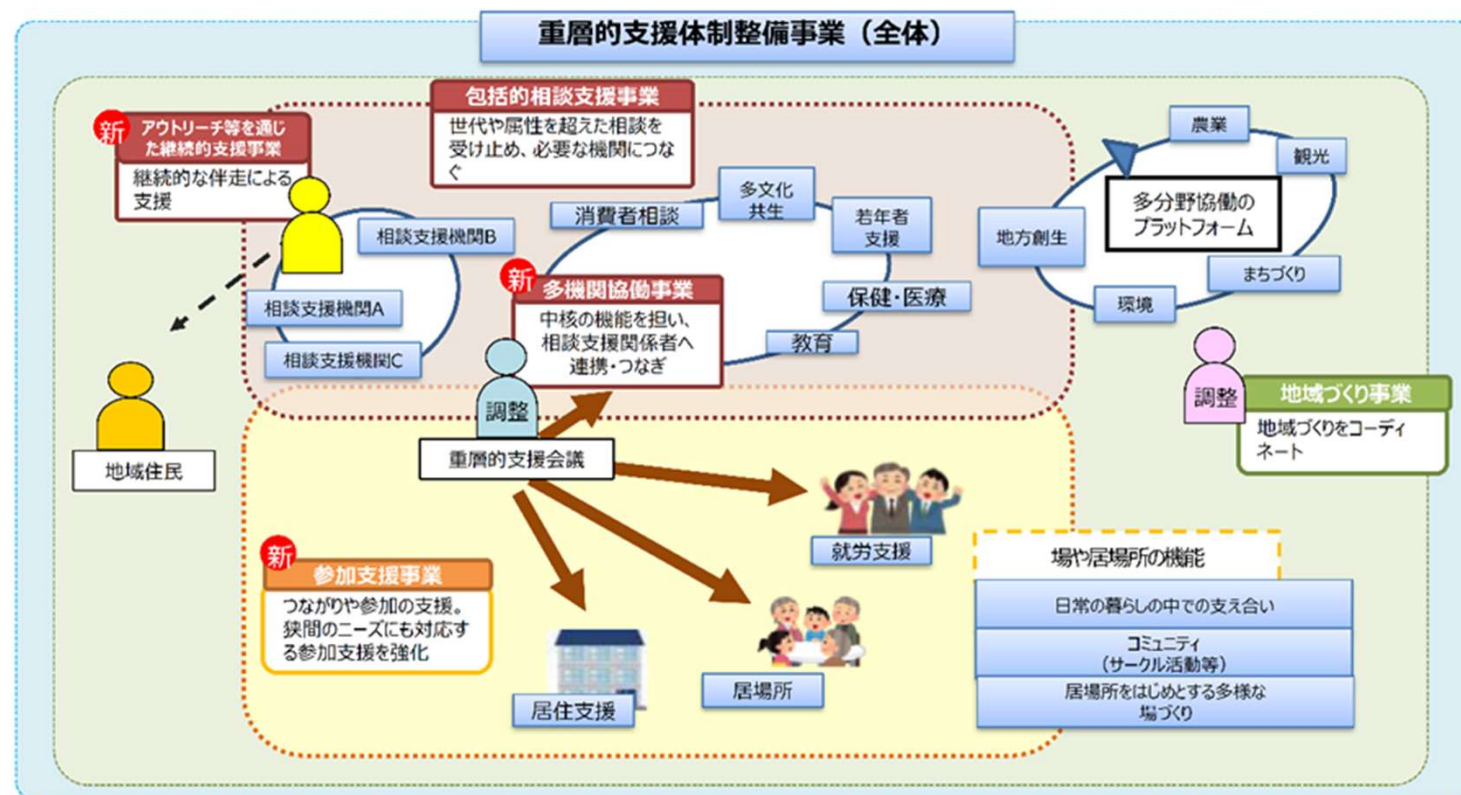 重層的支援体制整備事業（全体）
新
アウトリーチ等を通じ
た継続的支援事業
継続的な伴走による
支援
包括的相談支援事業
世代や属性を超えた相談を
受け止め、必要な機関につな
ぐ
相談支援機関B
相談支援機関A
相談支援機関C
消費者相談
多文化
共生
若年者
支援
保健・医療
教育
新
多機関協働事業
中核の機能を担い、
相談支援関係者へ
連携・つなぎ
農業
観光
多分野協働の
プラットフォーム
地方創生
まちづくり
環境
調整
地域づくり事業
地域づくりをコーディ
ネート
地域住民
調整
重層的支援会議
新
参加支援事業
つながりや参加の支援。
狭間のニーズにも対応す
る参加支援を強化
就労支援
居場所
居住支援
場や居場所の機能
日常の暮らしの中での支え合い
コミュニティ
（サークル活動等）
居場所をはじめとする多様な
場づくり